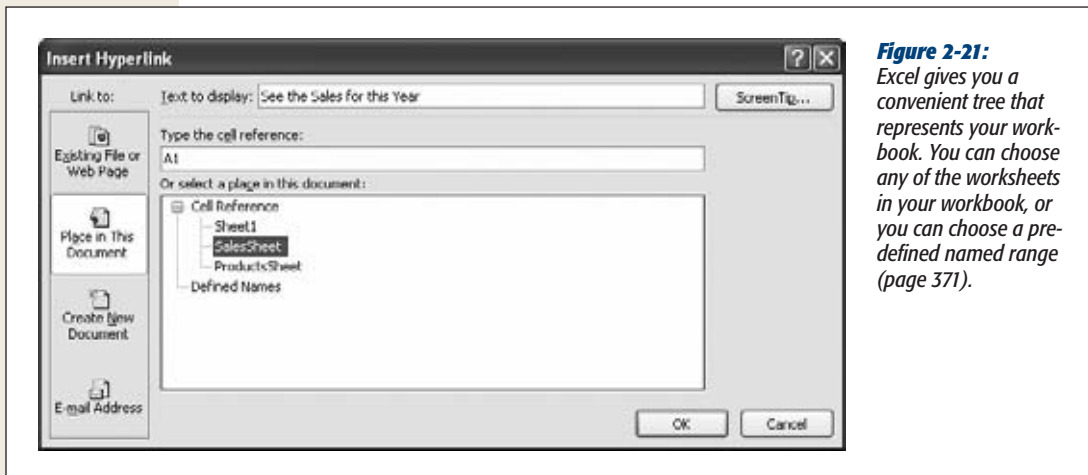 Insert Hyperlink
Link to:
Text to display: See the Sales for this Year
ScreenTip...
Existing File or
Web Page
Type the cell reference:
A1
Or select a place in this document:
Cell Reference
Sheet1
SalesSheet
ProductsSheet
Defined Names
Place in This
Document
Create New
Document
E-mail Address
OK
Cancel
Figure 2-21:
Excel gives you a
convenient tree that
represents your work-
book. You can choose
any of the worksheets
in your workbook, or
you can choose a pre-
defined named range
(page 371).